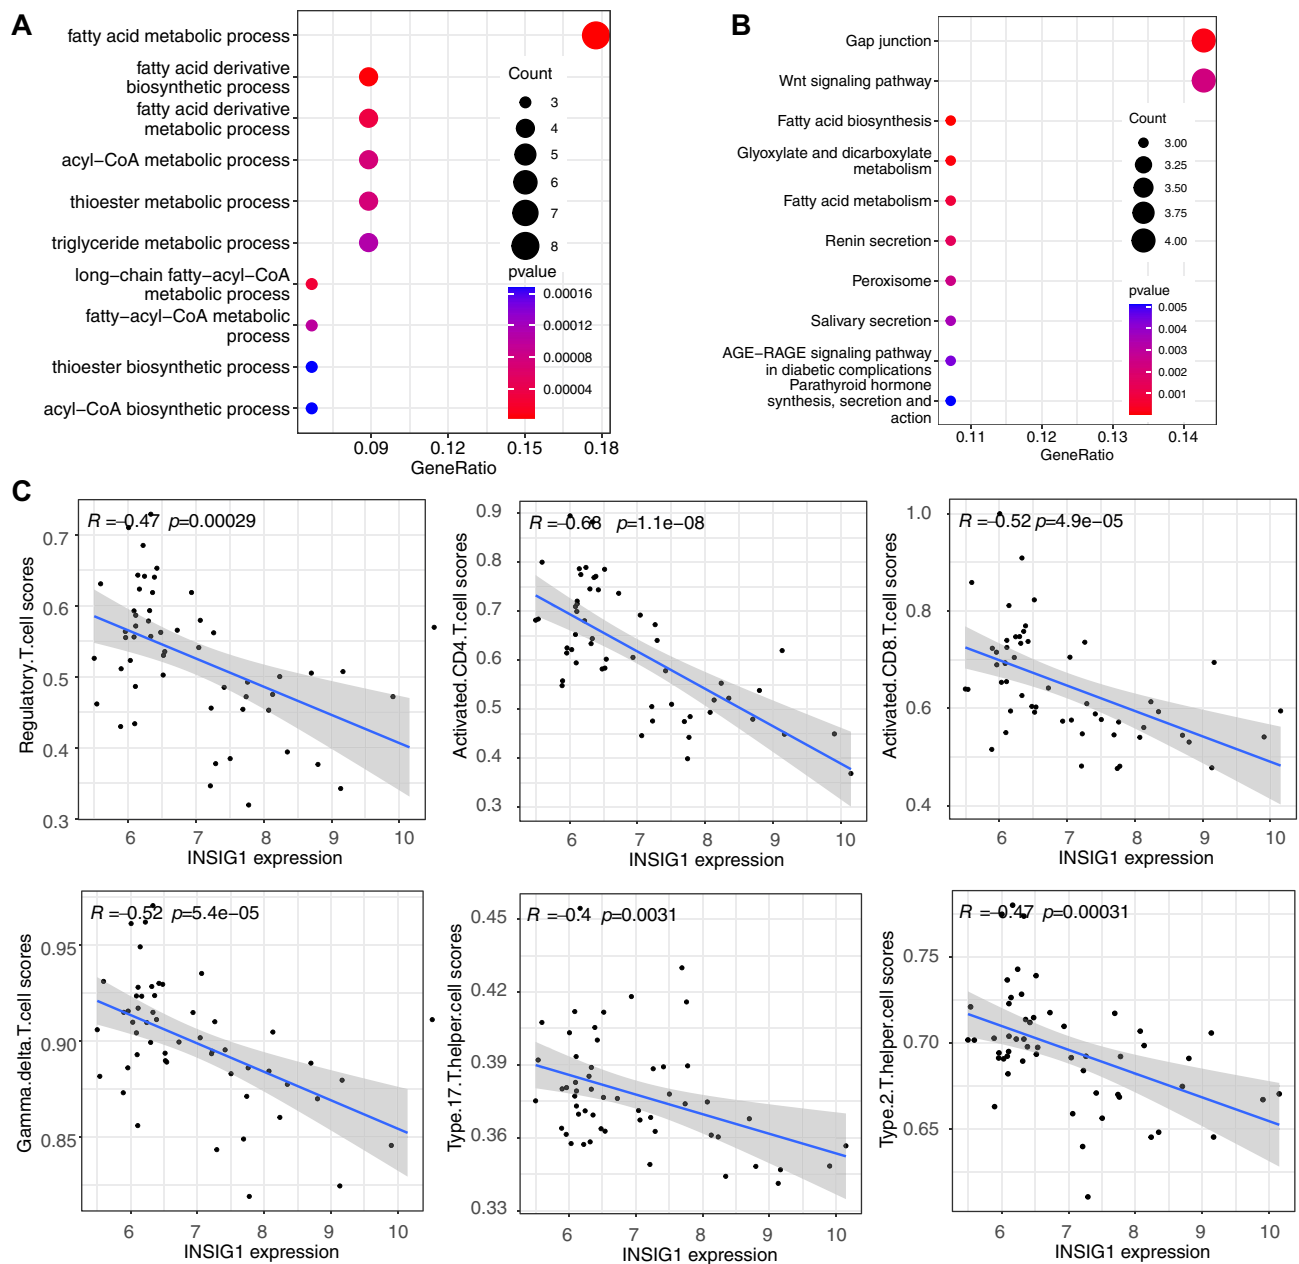 A
fatty acid metabolic process
fatty acid derivative
biosynthetic process
fatty acid derivative
metabolic process
acyl−CoA metabolic process
thioester metabolic process
triglyceride metabolic process
long−chain fatty−acyl−CoA
metabolic process
fatty−acyl−CoA metabolic
process
thioester biosynthetic process
acyl−CoA biosynthetic process
0.09
0.12
0.15
0.18
GeneRatio
Count
3
4
5
6
7
8
pvalue
0.00016
0.00012
0.00008
0.00004
B
Gap junction
Wnt signaling pathway
Fatty acid biosynthesis
Glyoxylate and dicarboxylate
metabolism
Fatty acid metabolism
Renin secretion
Peroxisome
Salivary secretion
AGE−RAGE signaling pathway
in diabetic complications
Parathyroid hormone
synthesis, secretion and
action
0.11
0.12
0.13
0.14
GeneRatio
Count
3.00
3.25
3.50
3.75
4.00
pvalue
0.005
0.004
0.003
0.002
0.001
C
R =−0.47 p=0.00029
Regulatory.T.cell scores
0.7
0.6
0.5
0.4
0.3
6
7
8
9
10
INSIG1 expression
R =−0.68 p=1.1e−08
Activated.CD4.T.cell scores
0.9
0.8
0.7
0.6
0.5
0.4
0.3
6
7
8
9
10
INSIG1 expression
R =−0.52 p=4.9e−05
Activated.CD8.T.cell scores
1.0
0.8
0.6
0.4
6
7
8
9
10
INSIG1 expression
R =−0.52 p=5.4e−05
Gamma.delta.T.cell scores
0.95
0.90
0.85
6
7
8
9
10
INSIG1 expression
R =−0.4 p=0.0031
Type.17.T.helper.cell scores
0.45
0.42
0.39
0.36
0.33
6
7
8
9
10
INSIG1 expression
R =−0.47 p=0.00031
Type.2.T.helper.cell scores
0.75
0.70
0.65
6
7
8
9
10
INSIG1 expression